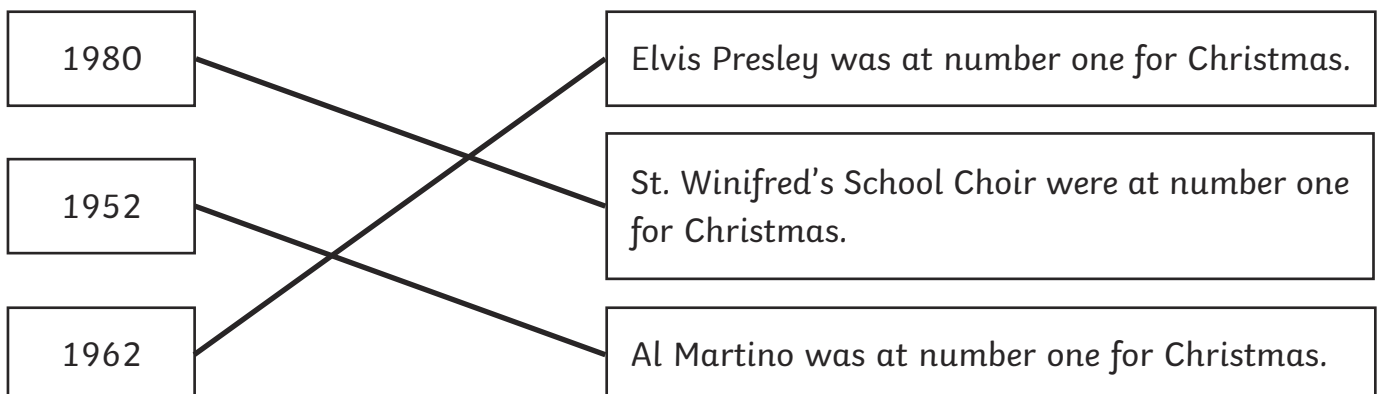 1980
Elvis Presley was at number one for Christmas.
1952
St. Winifred’s School Choir were at number one
for Christmas.
1962
Al Martino was at number one for Christmas.